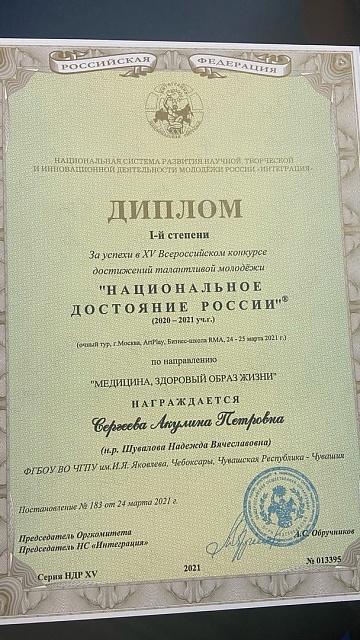 РОССИЙСКАЯ ФЕДЕРАЦИЯ
НАЦИОНАЛЬНАЯ СИСТЕМА РАЗВИТИЯ НАУЧНОЙ, ТВОРЧЕСКОЙ
И ИННОВАЦИОННОЙ ДЕЯТЕЛЬНОСТИ МОЛОДЁЖИ РОССИИ «ИНТЕГРАЦИЯ»
ДИПЛОМ
I-й степени
За успехи в XV Всероссийском конкурсе
достижений талантливой молодёжи
"НАЦИОНАЛЬНОЕ
ДОСТОЯНИЕ РОССИИ"®
(2020 – 2021 уч.г.)
(очный тур, г.Москва, ArtPlay, Бизнес-школа RMA, 24 - 25 марта 2021 г.)
по направлению
"МЕДИЦИНА, ЗДОРОВЫЙ ОБРАЗ ЖИЗНИ"
НАГРАЖДАЕТСЯ
Сергеева Акулина Петровна
(н.р. Шувалова Надежда Вячеславовна)
ФГБОУ ВО ЧГПУ им.И.Я. Яковлева, Чебоксары, Чувашская Республика - Чувашия
Постановление № 183 от 24 марта 2021 г.
Председатель Оргкомитета
Председатель НС «Интеграция»
А.С. Обручников
Серия НДР XV
2021
№ 013395